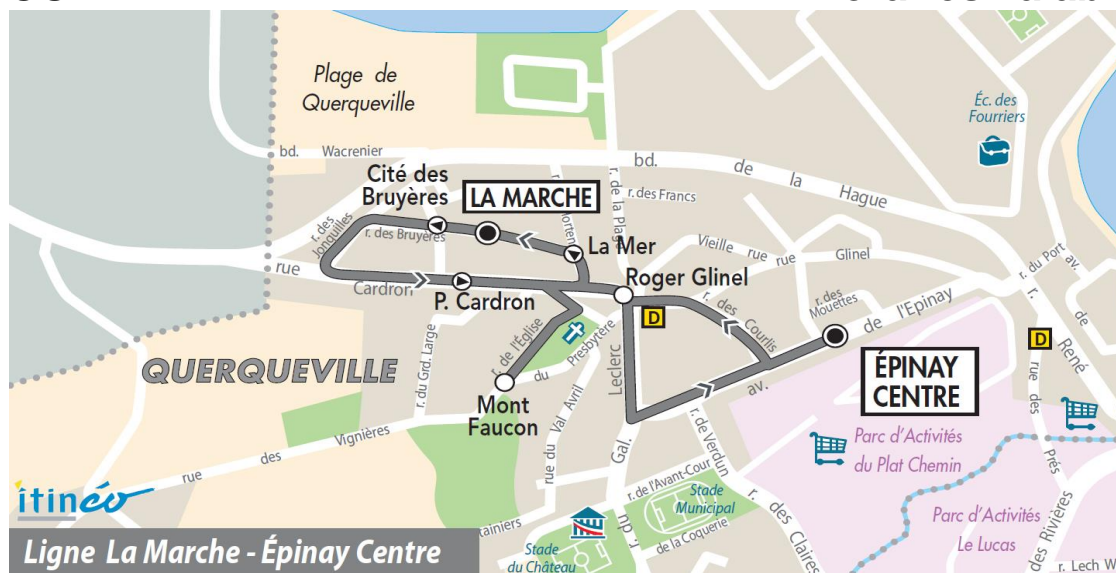 Plage de
Querqueville
Éc. des
Fourriers
bd. Wacrenier
bd. de la Hague
Cité des
Bruyères
LA MARCHE
r. de la Plage
r. des Francs
r. des Jonquilles
r. des Bruyères
La Mer
Vieille rue
rue Glinel
r. du Port
rue
Cardron
P. Cardron
Roger Glinel
r. des
Mouettes
av. de l'Epinay
av. de
r. René
D
D
r. des Courlis
r. de l'Église
r. du Grd. Large
du Presbytère
QUERQUEVILLE
Mont
Faucon
ÉPINAY
CENTRE
rue des Prés
Parc d'Activités
du Plat Chemin
rue des Vignières
rue du Val Avril
r. du Gal. Leclerc
r. de Verdun
r. de l'Avant-Cour
Stade
Municipal
r. de la Coquerie
r. des Claires
Parc d'Activités
Le Lucas
des Rivières
r. Lech W
itinéo
Stade
du Château
Ligne La Marche - Épinay Centre